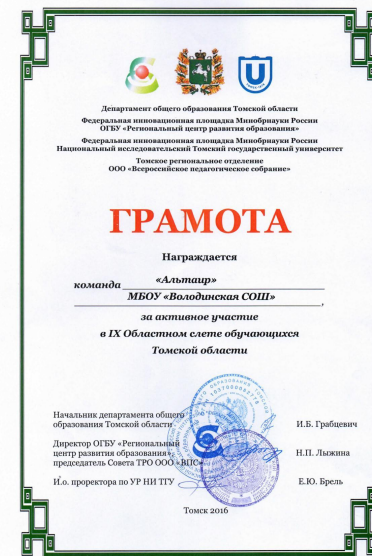 Департамент общего образования Томской области
Федеральная инновационная площадка Минобрнауки России
ОГБУ «Региональный центр развития образования»
Федеральная инновационная площадка Минобрнауки России
Национальный исследовательский Томский государственный университет
Томское региональное отделение
ООО «Всероссийское педагогическое собрание»
ГРАМОТА
Награждается
команда «Альтаир»
МБОУ «Володинская СОШ» ,
за активное участие
в IX Областном слете обучающихся
Томской области
Начальник департамента общего
образования Томской области И.Б. Грабцевич
Директор ОГБУ «Региональный
центр развития образования»
председатель Совета ТРО ООО «ВПС» Н.П. Лыжина
И.о. проректора по УР НИ ТГУ Е.Ю. Брель
Томск 2016